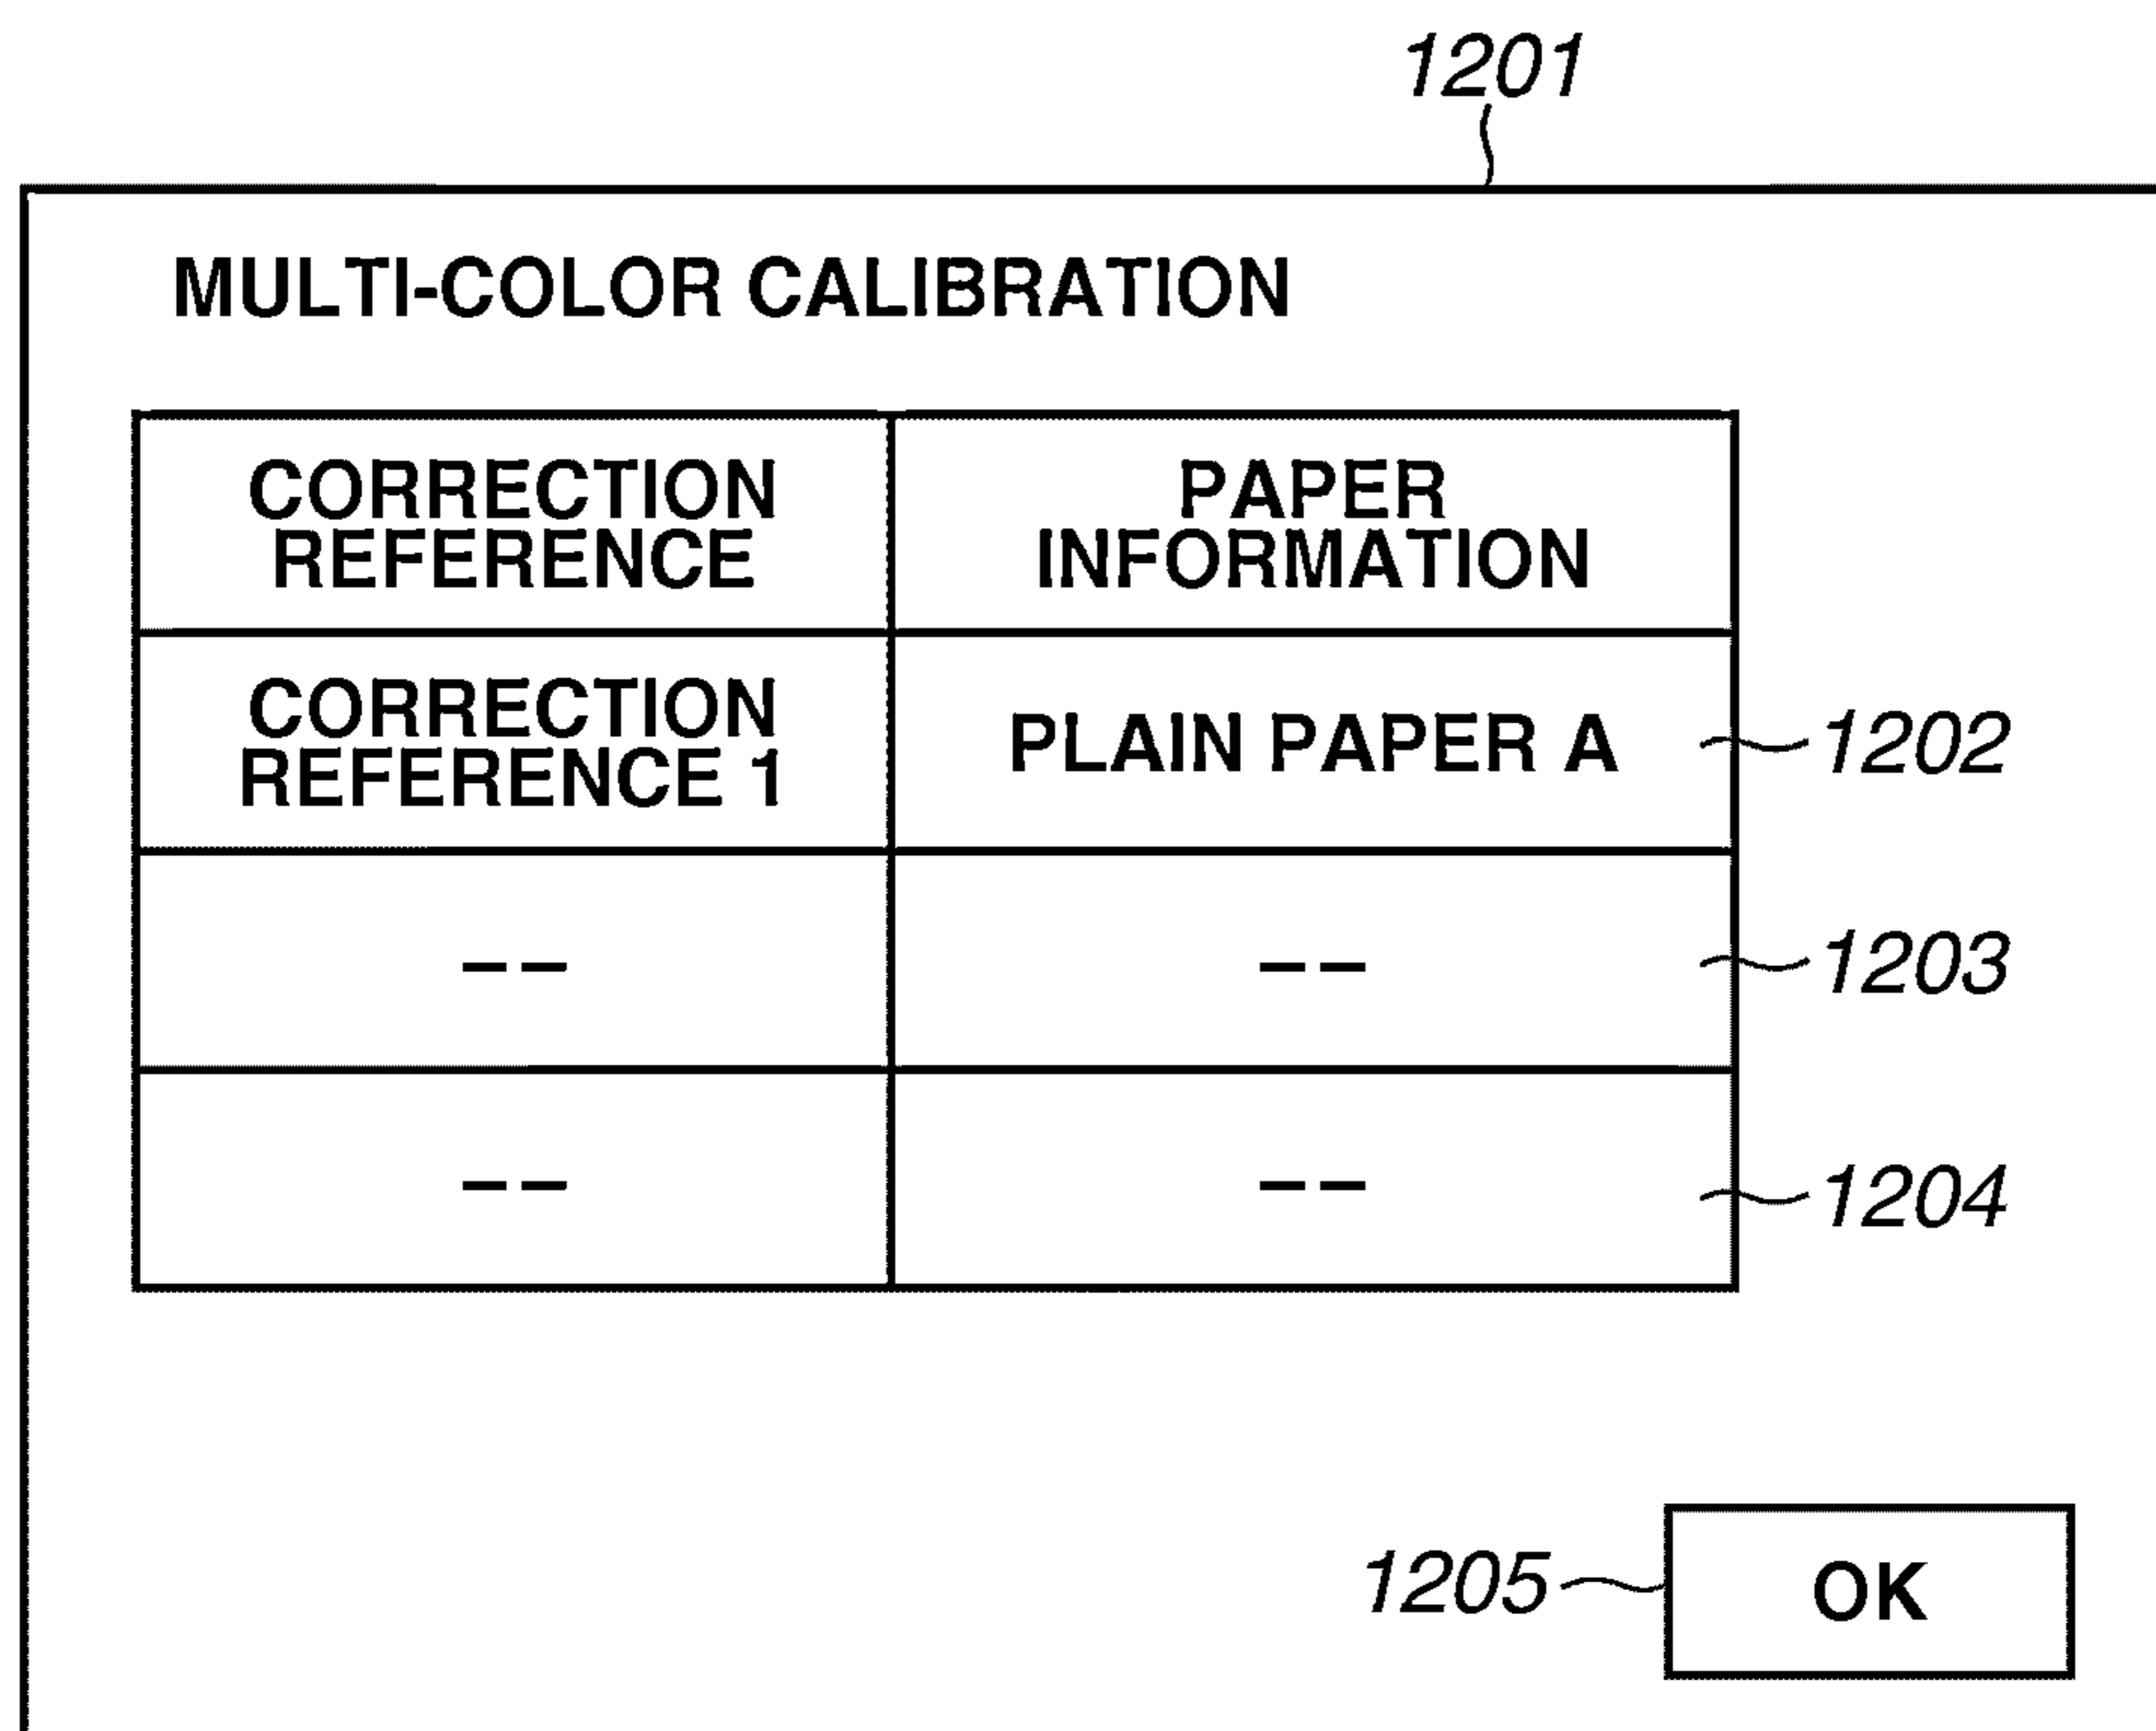 1201
MULTI-COLOR CALIBRATION
CORRECTION
REFERENCE
PAPER
INFORMATION
CORRECTION
REFERENCE 1
PLAIN PAPER A
1202
-- --
1203
-- --
1204
1205
OK